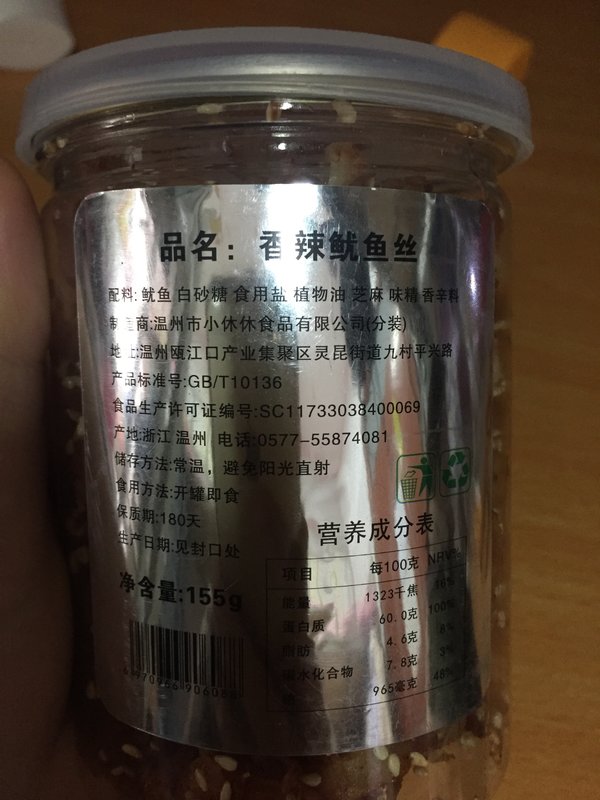 品名：香辣鱿鱼丝
配料:鱿鱼 白砂糖 食用盐 植物油 芝麻 味精 香辛料
制造商:温州市小休休食品有限公司(分装)
地址:温州瓯江口产业集聚区灵昆街道九村平兴路
产品标准号:GB/T10136
食品生产许可证编号:SC11733038400069
产地:浙江 温州 电话:0577-55874081
储存方法:常温，避免阳光直射
食用方法:开罐即食
保质期:180天
生产日期:见封口处
净含量:155g
营养成分表
项目 每100克 NRV%
能量 1323千焦 16%
蛋白质 60.0克 100%
脂肪 4.6克 8%
碳水化合物 7.8克 3%
965毫克 48%